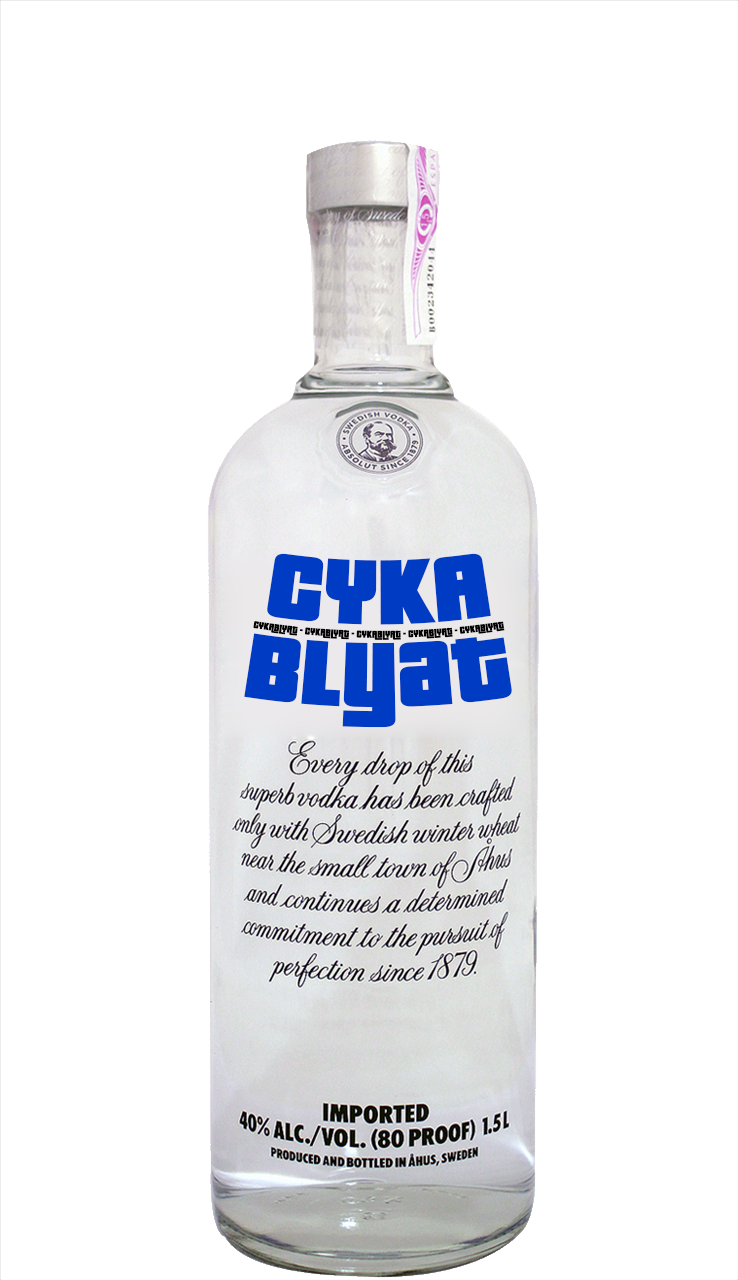 ESPA
B002342041
SWEDISH VODKA
ABSOLUT SINCE 1879
CYKA
CYKABLYAT - CYKABLYAT - CYKABLYAT - CYKABLYAT - CYKABLYAT
BLyat
Every drop of this
superb vodka has been crafted
only with Swedish winter wheat
near the small town of Åhus
and continues a determined
commitment to the pursuit of
perfection since 1879.
IMPORTED
40% ALC./VOL. (80 PROOF) 1.5 L
PRODUCED AND BOTTLED IN ÅHUS, SWEDEN